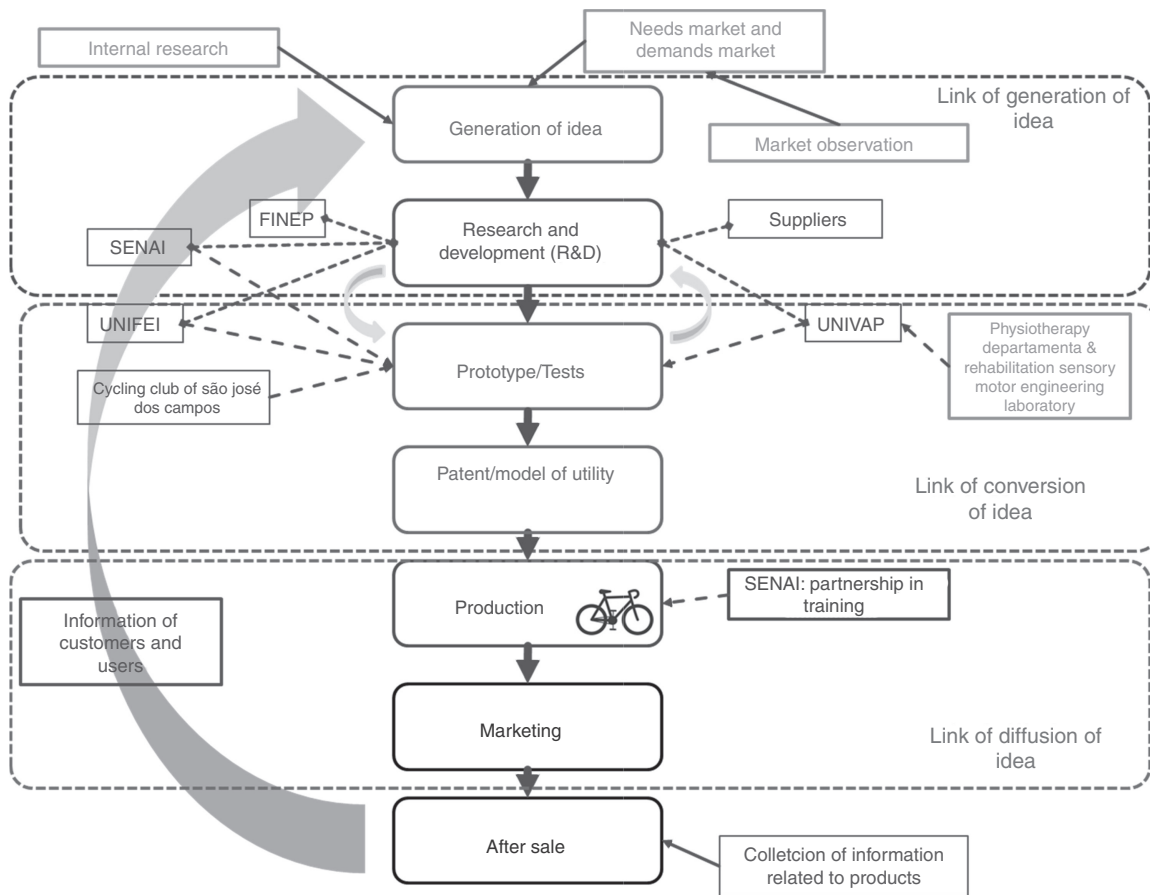 Internal research
Needs market and
demands market
Link of generation of
idea
Generation of idea
Market observation
FINEP
Research and
development (R&D)
Suppliers
SENAI
UNIFEI
UNIVAP
Physiotherapy
departamenta &
rehabilitation sensory
motor engineering
laboratory
Prototype/Tests
Cycling club of são josé
dos campos
Patent/model of utility
Link of conversion
of idea
Production
SENAI: partnership in
training
Information of
customers and
users
Marketing
Link of diffusion of
idea
After sale
Colletcion of information
related to products